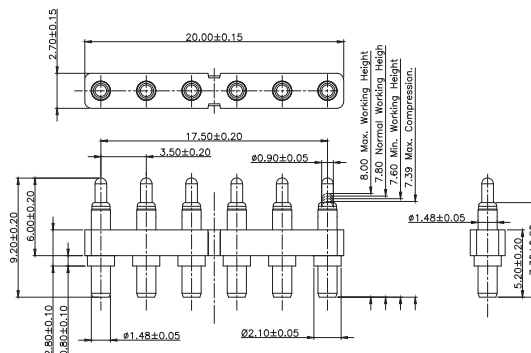 20.00±0.15
2.70±0.15
17.50±0.20
3.50±0.20
ø0.90±0.05
8.00 Max. Working Height
7.80 Normal Working Heigh
7.60 Min. Working Height
7.39 Max. Compression.
9.20±0.20
6.00±0.20
ø1.48±0.05
5.20±0.20
2.80±0.10
0.80±0.10
ø1.48±0.05
ø2.10±0.05